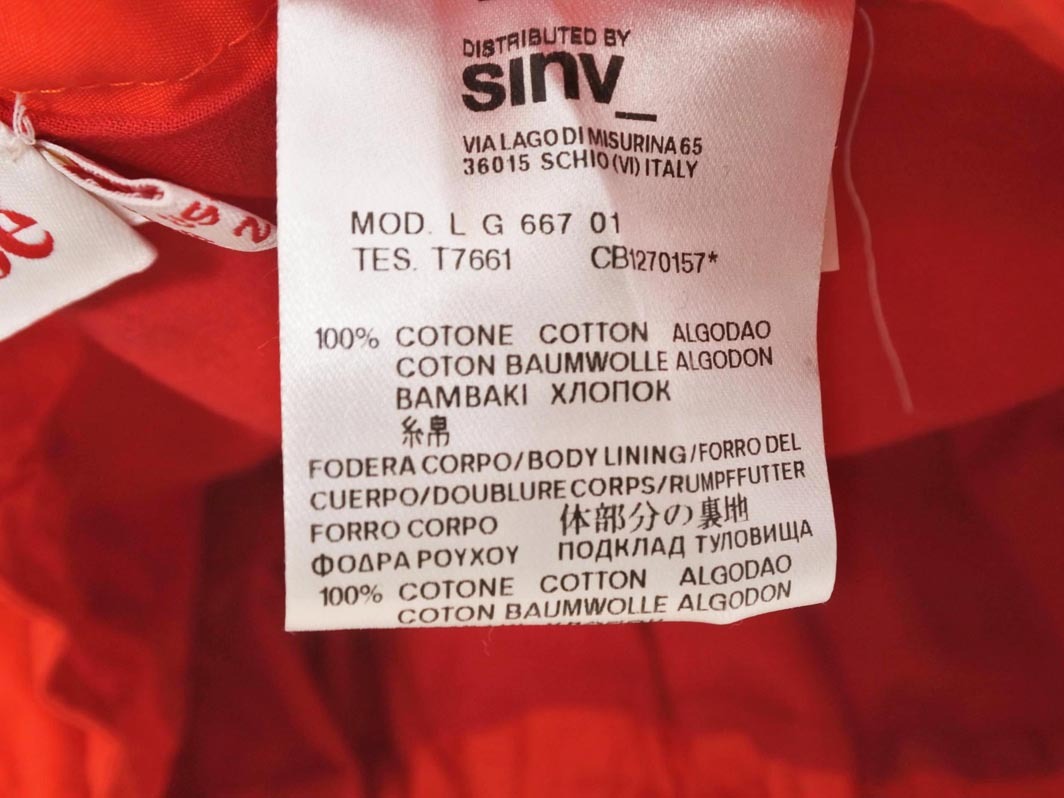 DISTRIBUTED BY
sinv_
VIA LAGO DI MISURINA 65
36015 SCHIO (VI) ITALY
MOD. L G 667 01
TES. T7661 CB1270157*
100% COTONE COTTON ALGODAO
COTON BAUMWOLLE ALGODON
BAMBAKI ХЛОПОК
糸帛
FODERA CORPO/BODY LINING/FORRO DEL
CUERPO/DOUBLURE CORPS/RUMPFFUTTER
FORRO CORPO 体部分の裏地
ΦΟΔΡΑ ΡΟΥΧΟΥ ПОДКЛАД ТУЛОВИЩА
100% COTONE COTTON ALGODAO
COTON BAUMWOLLE ALGODON